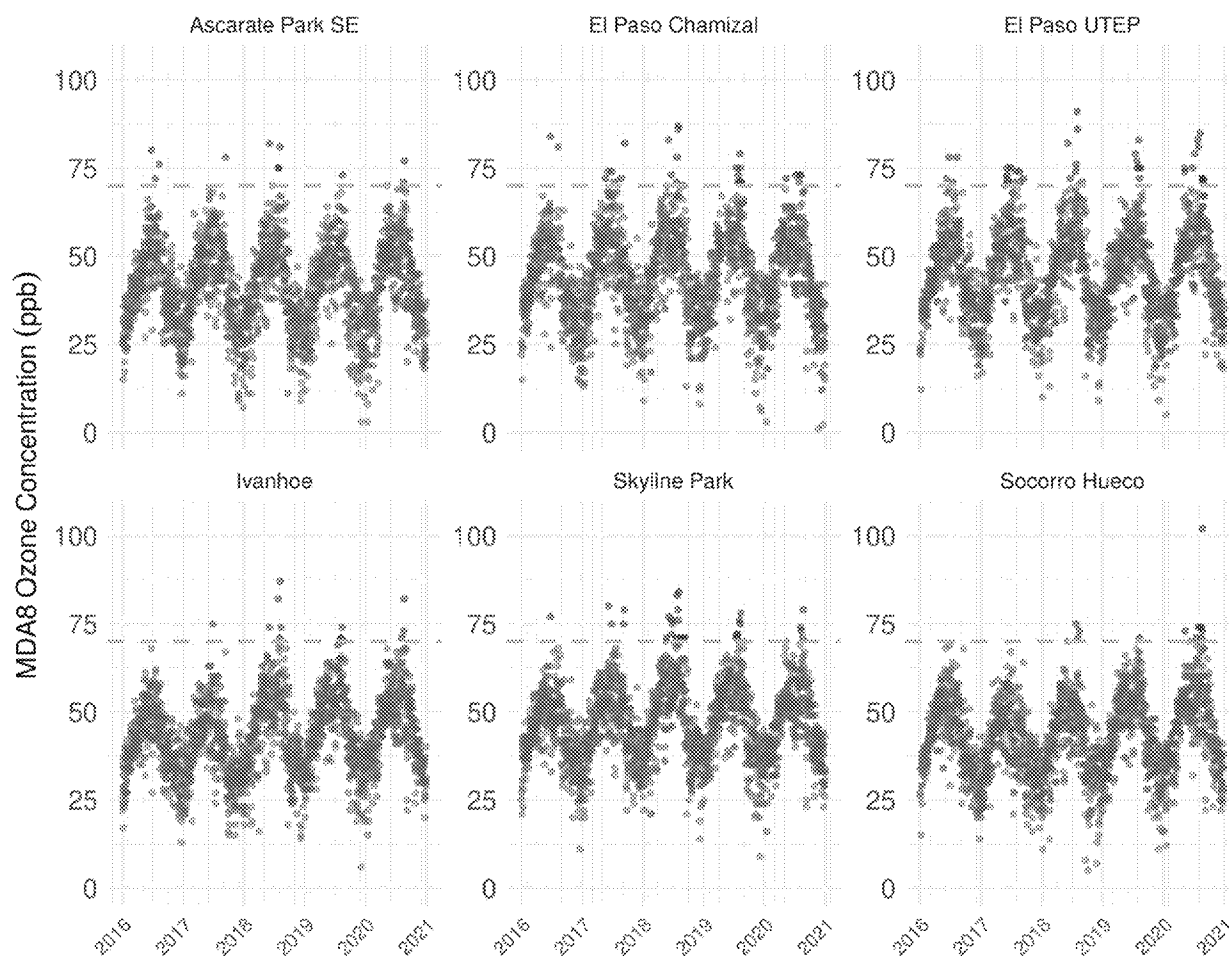 Ascarate Park SE El Paso Chamizal El Paso UTEP
100 100 100
75 75 75
50 50 50
25 25 25
0 0 0
MDA8 Ozone Concentration (ppb)
Ivanhoe Skyline Park Socorro Hueco
100 100 100
75 75 75
50 50 50
25 25 25
0 0 0
2016 2017 2018 2019 2020 2021 2016 2017 2018 2019 2020 2021 2016 2017 2018 2019 2020 2021